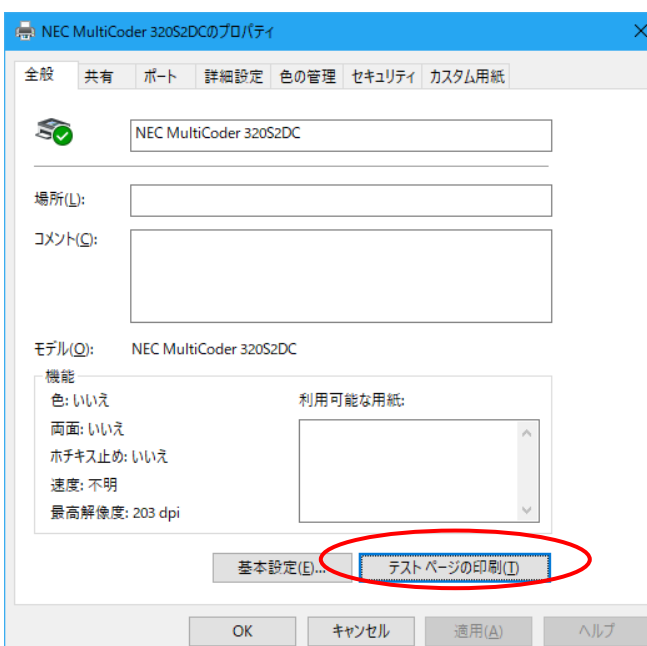 NEC MultiCoder 320S2DCのプロパティ
全般 共有 ポート 詳細設定 色の管理 セキュリティ カスタム用紙
NEC MultiCoder 320S2DC
場所(L):
コメント(C):
モデル(O): NEC MultiCoder 320S2DC
機能
色: いいえ 利用可能な用紙:
両面: いいえ
ホチキス止め: いいえ
速度: 不明
最高解像度: 203 dpi
基本設定(E)... テスト ページの印刷(T)
OK キャンセル 適用(A) ヘルプ